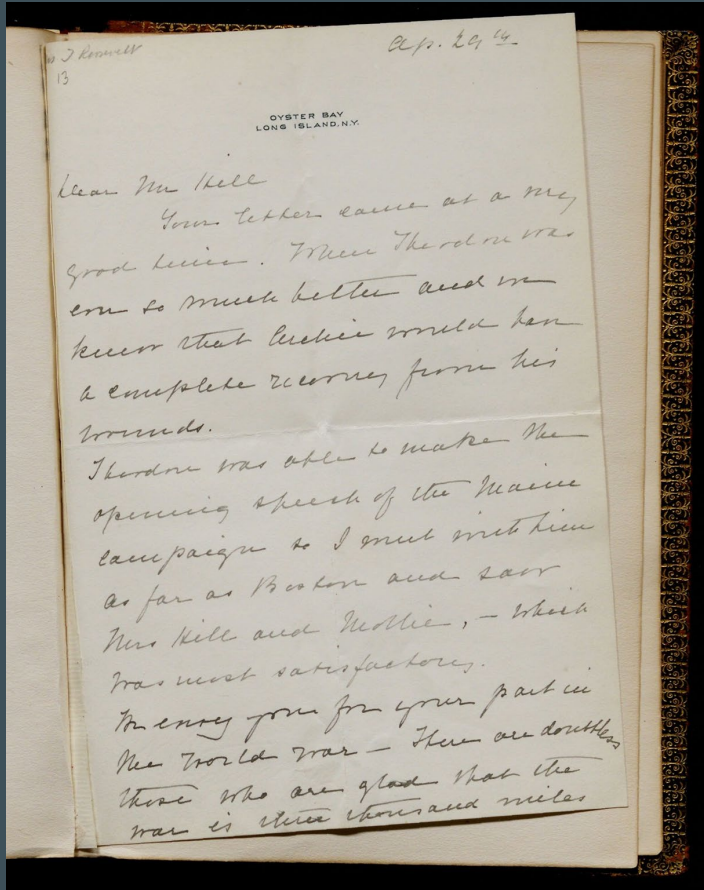 T Roosevelt
13
Ap. 29th
OYSTER BAY
LONG ISLAND, N.Y.
Dear Mr Hill
Your letter came at a very
good time. When Theodore was
ever so much better and we
knew that Archie would have
a complete recovery from his
wounds.
Theodore was able to make the
opening speech of the Maine
campaign so I went with him
as far as Boston and saw
Mrs Hill and Mollie, – which
was most satisfactory.
We envy you for your part in
the world war – There are doubtless
those who are glad that the
war is three thousand miles